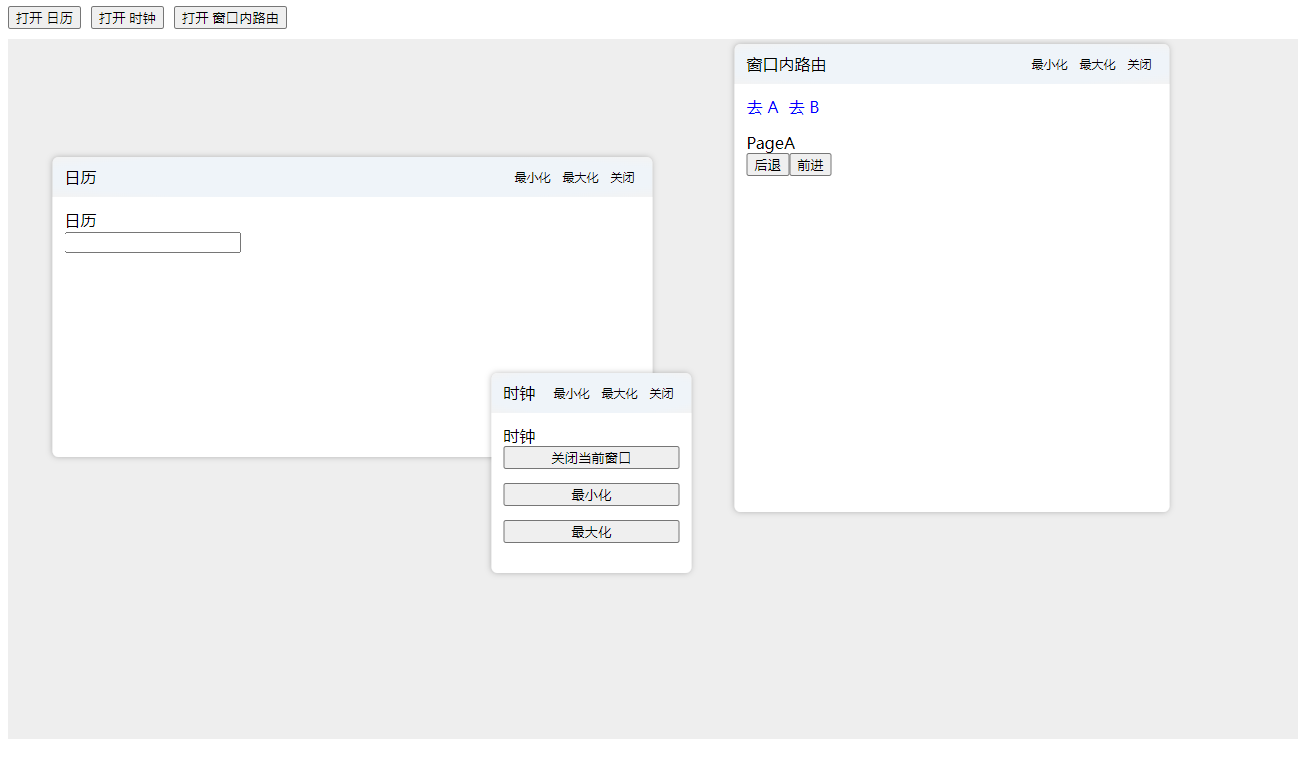 打开 日历 打开 时钟 打开 窗口内路由
窗口内路由 最小化 最大化 关闭
去 A 去 B
PageA
后退 前进
日历 最小化 最大化 关闭
日历
时钟 最小化 最大化 关闭
时钟
关闭当前窗口
最小化
最大化